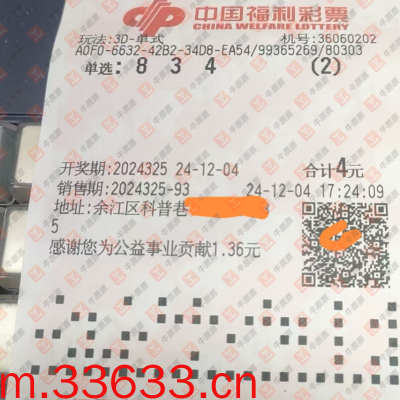 中国福利彩票
CHINA WELFARE LOTTERY
玩法:3D-单式 机号:36060202
A0F0-6632-42B2-34D8-EA54/99365269/80303
单选: 8 3 4 (2)
开奖期:2024325 24-12-04 合计4元
销售期:2024325-93 24-12-04 17:24:09
地址:余江区科普巷
5
感谢您为公益事业贡献1.36元
m.33633.cn